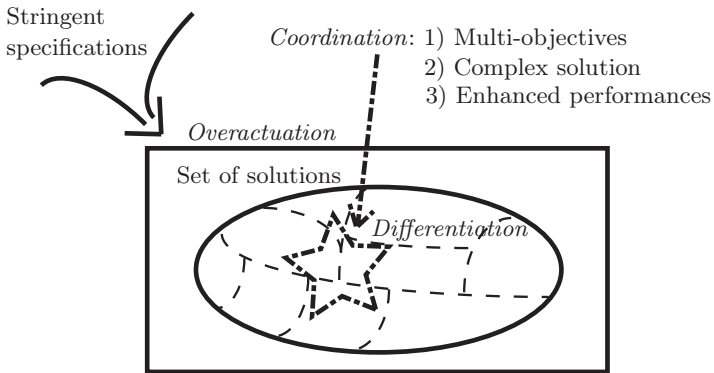 Stringent
specifications
Coordination: 1) Multi-objectives
2) Complex solution
3) Enhanced performances
Overactuation
Set of solutions
Differentiation